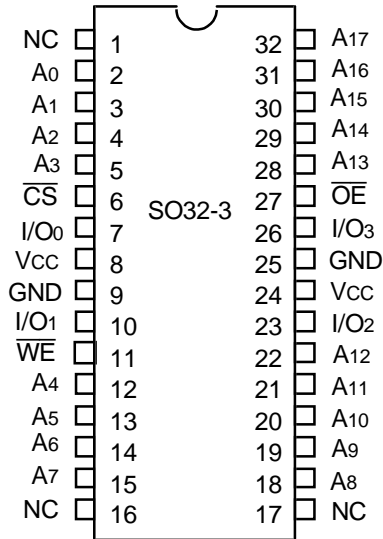 NC 1 32 A17
A0 2 31 A16
A1 3 30 A15
A2 4 29 A14
A3 5 28 A13
CS 6 SO32-3 27 OE
I/O0 7 26 I/O3
VCC 8 25 GND
GND 9 24 VCC
I/O1 10 23 I/O2
WE 11 22 A12
A4 12 21 A11
A5 13 20 A10
A6 14 19 A9
A7 15 18 A8
NC 16 17 NC